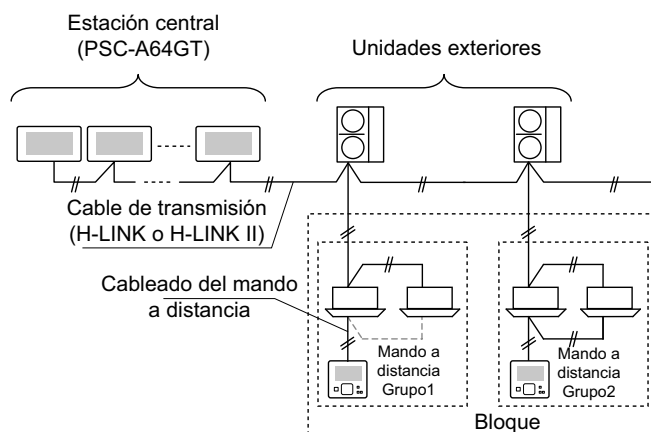 Estación central
(PSC-A64GT)
Unidades exteriores
Cable de transmisión
(H-LINK o H-LINK II)
Cableado del mando
a distancia
Mando a
distancia
Grupo1
Mando a
distancia
Grupo2
Bloque